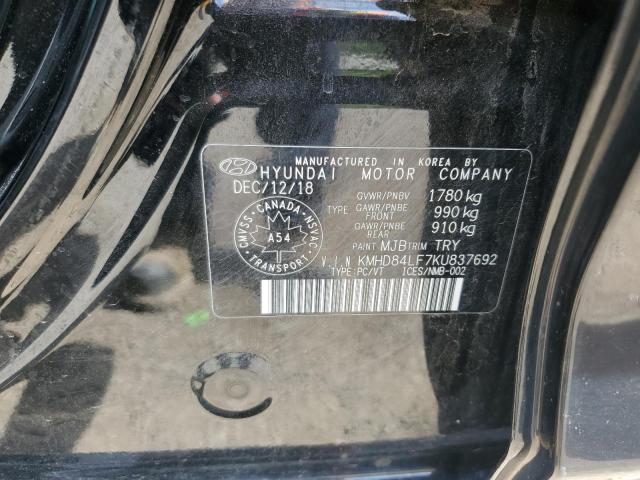 MANUFACTURED IN KOREA BY
HYUNDAI MOTOR COMPANY
DEC/12/18
GVWR/PNBV 1780 kg
TYPE GAWR/PNBE FRONT 990 kg
GAWR/PNBE REAR 910 kg
CANADA
CMVSS NSVAC
A54
TRANSPORT
PAINT MJB TRIM TRY
V.I.N KMHD84LF7KU837692
TYPE:PC/VT ICES/NMB-002